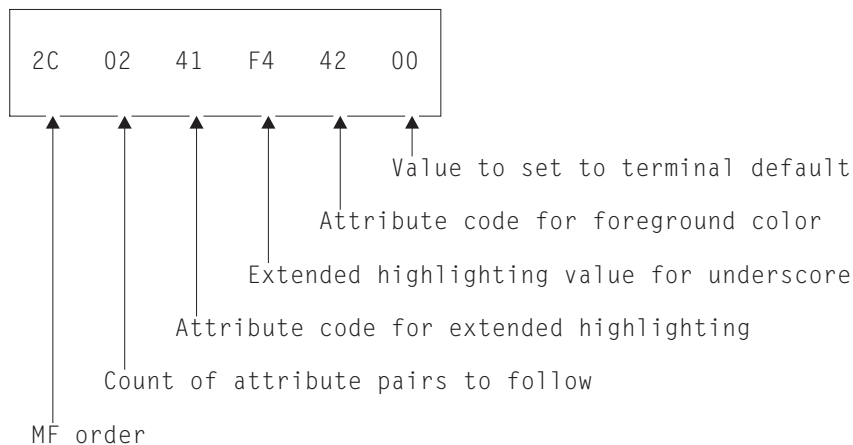 2C 02 41 F4 42 00
Value to set to terminal default
Attribute code for foreground color
Extended highlighting value for underscore
Attribute code for extended highlighting
Count of attribute pairs to follow
MF order